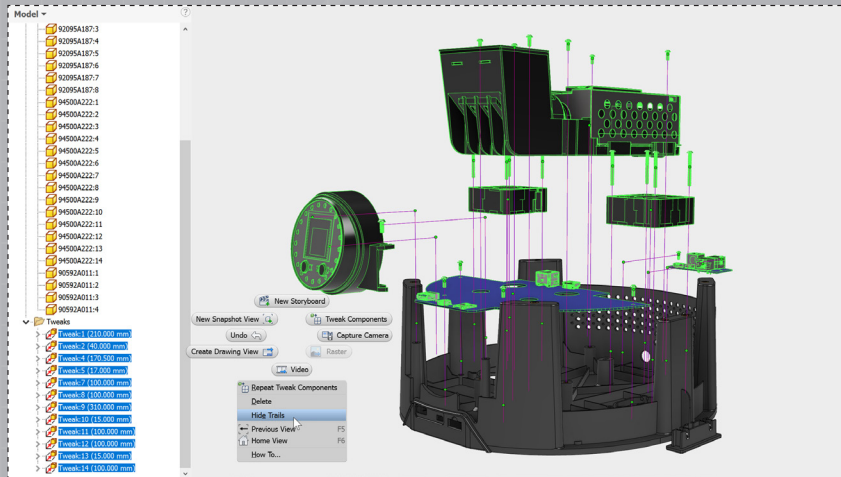 Model
92095A187:3
92095A187:4
92095A187:5
92095A187:6
92095A187:7
92095A187:8
94500A222:1
94500A222:2
94500A222:3
94500A222:4
94500A222:5
94500A222:6
94500A222:7
94500A222:8
94500A222:9
94500A222:10
94500A222:11
94500A222:12
94500A222:13
94500A222:14
90592A011:1
90592A011:2
90592A011:3
90592A011:4
Tweaks
Tweak:1 (210.000 mm)
Tweak:2 (40.000 mm)
Tweak:4 (170.500 mm)
Tweak:5 (17.000 mm)
Tweak:7 (100.000 mm)
Tweak:8 (100.000 mm)
Tweak:9 (310.000 mm)
Tweak:10 (15.000 mm)
Tweak:11 (100.000 mm)
Tweak:12 (100.000 mm)
Tweak:13 (15.000 mm)
Tweak:14 (100.000 mm)
New Storyboard
New Snapshot View
Tweak Components
Undo
Capture Camera
Create Drawing View
Raster
Video
Repeat Tweak Components
Delete
Hide Trails
Previous View F5
Home View F6
How To...